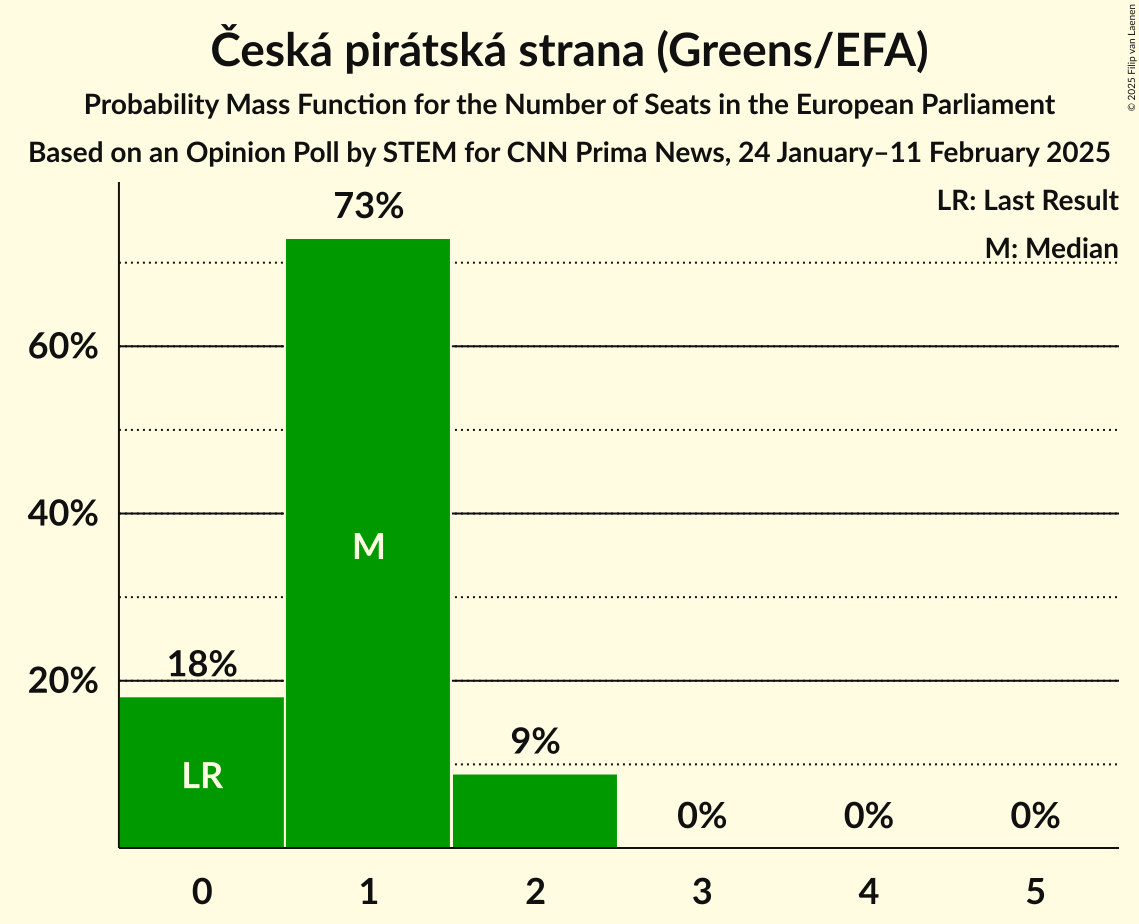 Česká pirátská strana (Greens/EFA)
Probability Mass Function for the Number of Seats in the European Parliament
Based on an Opinion Poll by STEM for CNN Prima News, 24 January–11 February 2025
© 2025 Filip van Laenen
LR: Last Result
M: Median
73%
60%
40%
M
18%
20%
9%
LR
0%
0%
0%
0
1
2
3
4
5